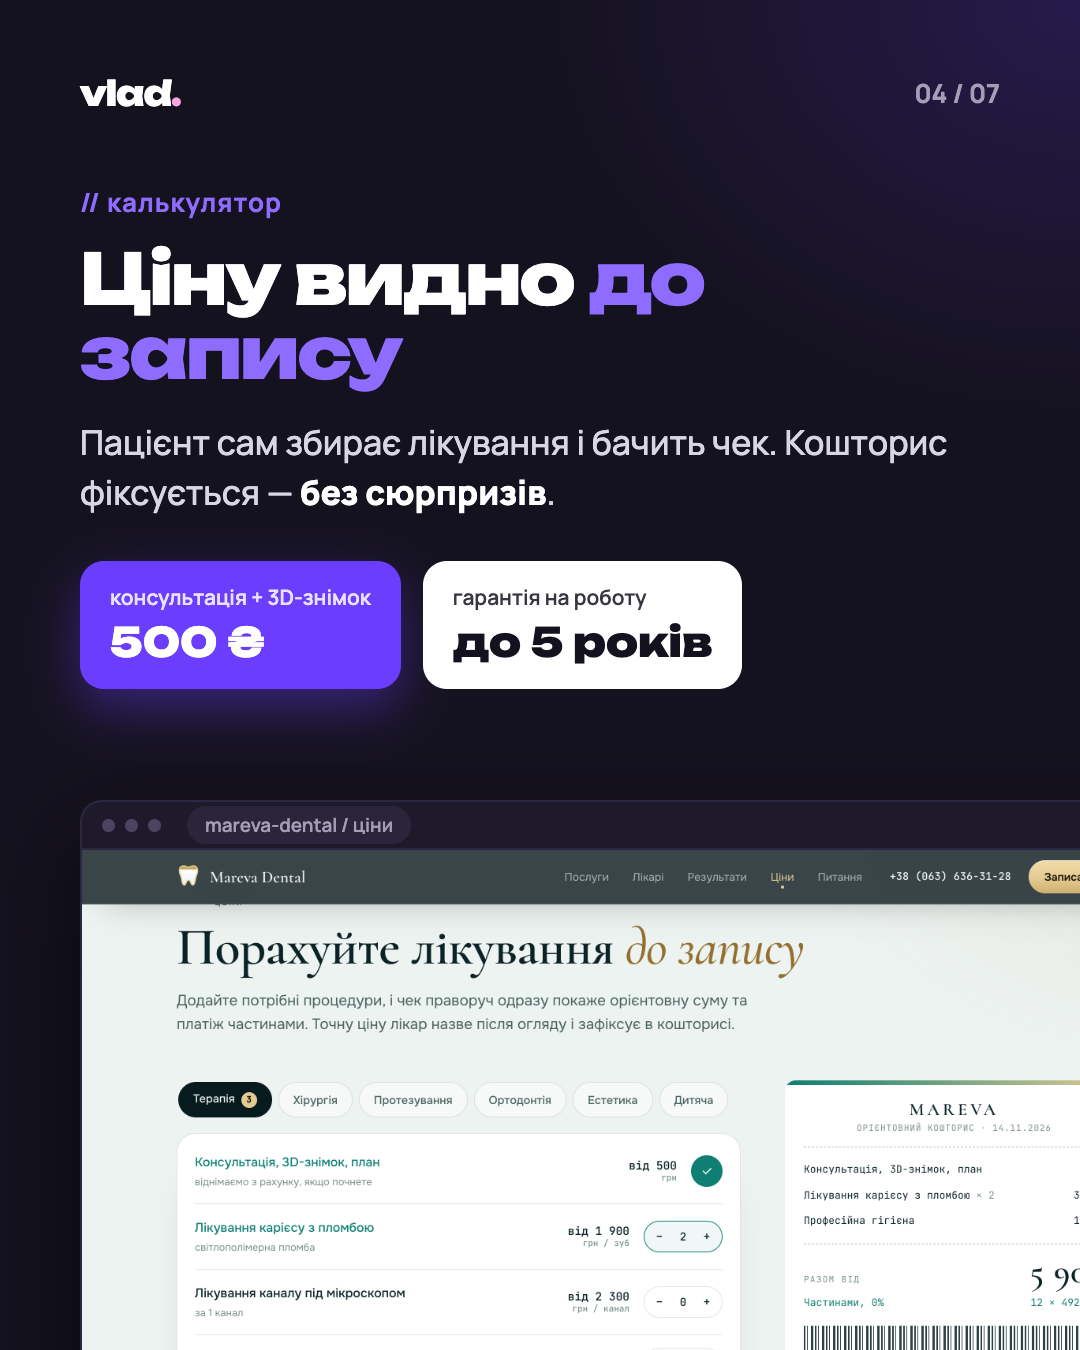 vlad.
04 / 07
// калькулятор
Ціну видно до
запису
Пацієнт сам збирає лікування і бачить чек. Кошторис
фіксується — без сюрпризів.
консультація + 3D-знімок
500 ₴
гарантія на роботу
до 5 років
mareva-dental / ціни
Mareva Dental
Послуги Лікарі Результати Ціни Питання +38 (063) 636-31-28
Порахуйте лікування до запису
Додайте потрібні процедури, і чек праворуч одразу покаже орієнтовну суму та
платіж частинами. Точну ціну лікар назве після огляду і зафіксує в кошторисі.
Терапія 3 Хірургія Протезування Ортодонтія Естетика Дитяча
Консультація, 3D-знімок, план
віднімаємо з рахунку, якщо почнете
від 500
грн
Лікування карієсу з пломбою
світлополімерна пломба
від 1 900
грн / зуб
− 2 +
Лікування каналу під мікроскопом
за 1 канал
від 2 300
грн / канал
− 0 +
MAREVA
ОРІЄНТОВНИЙ КОШТОРИС · 14.11.2026
Консультація, 3D-знімок, план
Лікування карієсу з пломбою × 2
Професійна гігієна
РАЗОМ ВІД
Частинами, 0%
12 × 492